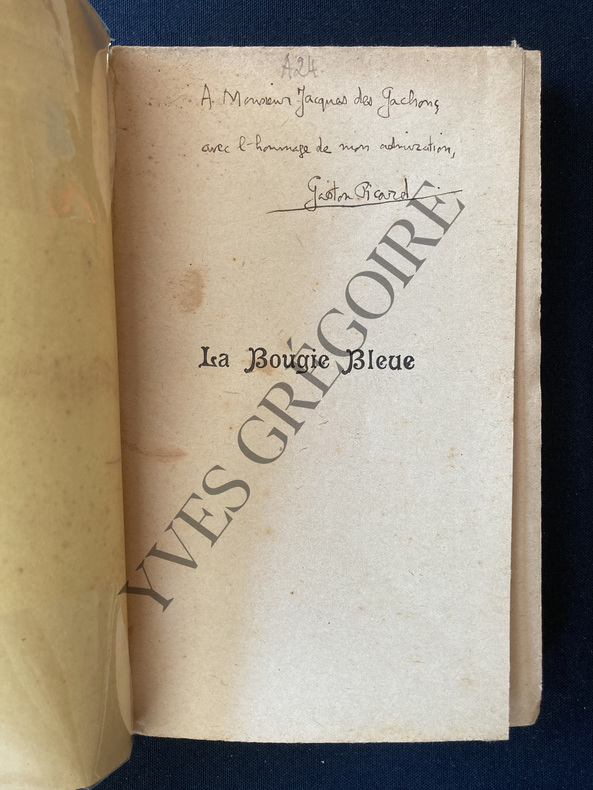 A24
A Monsieur Jacques des Gachons,
avec l'hommage de mon admiration,
Gaston Picard
La Bougie Bleue
YVES GRÉGOIRE